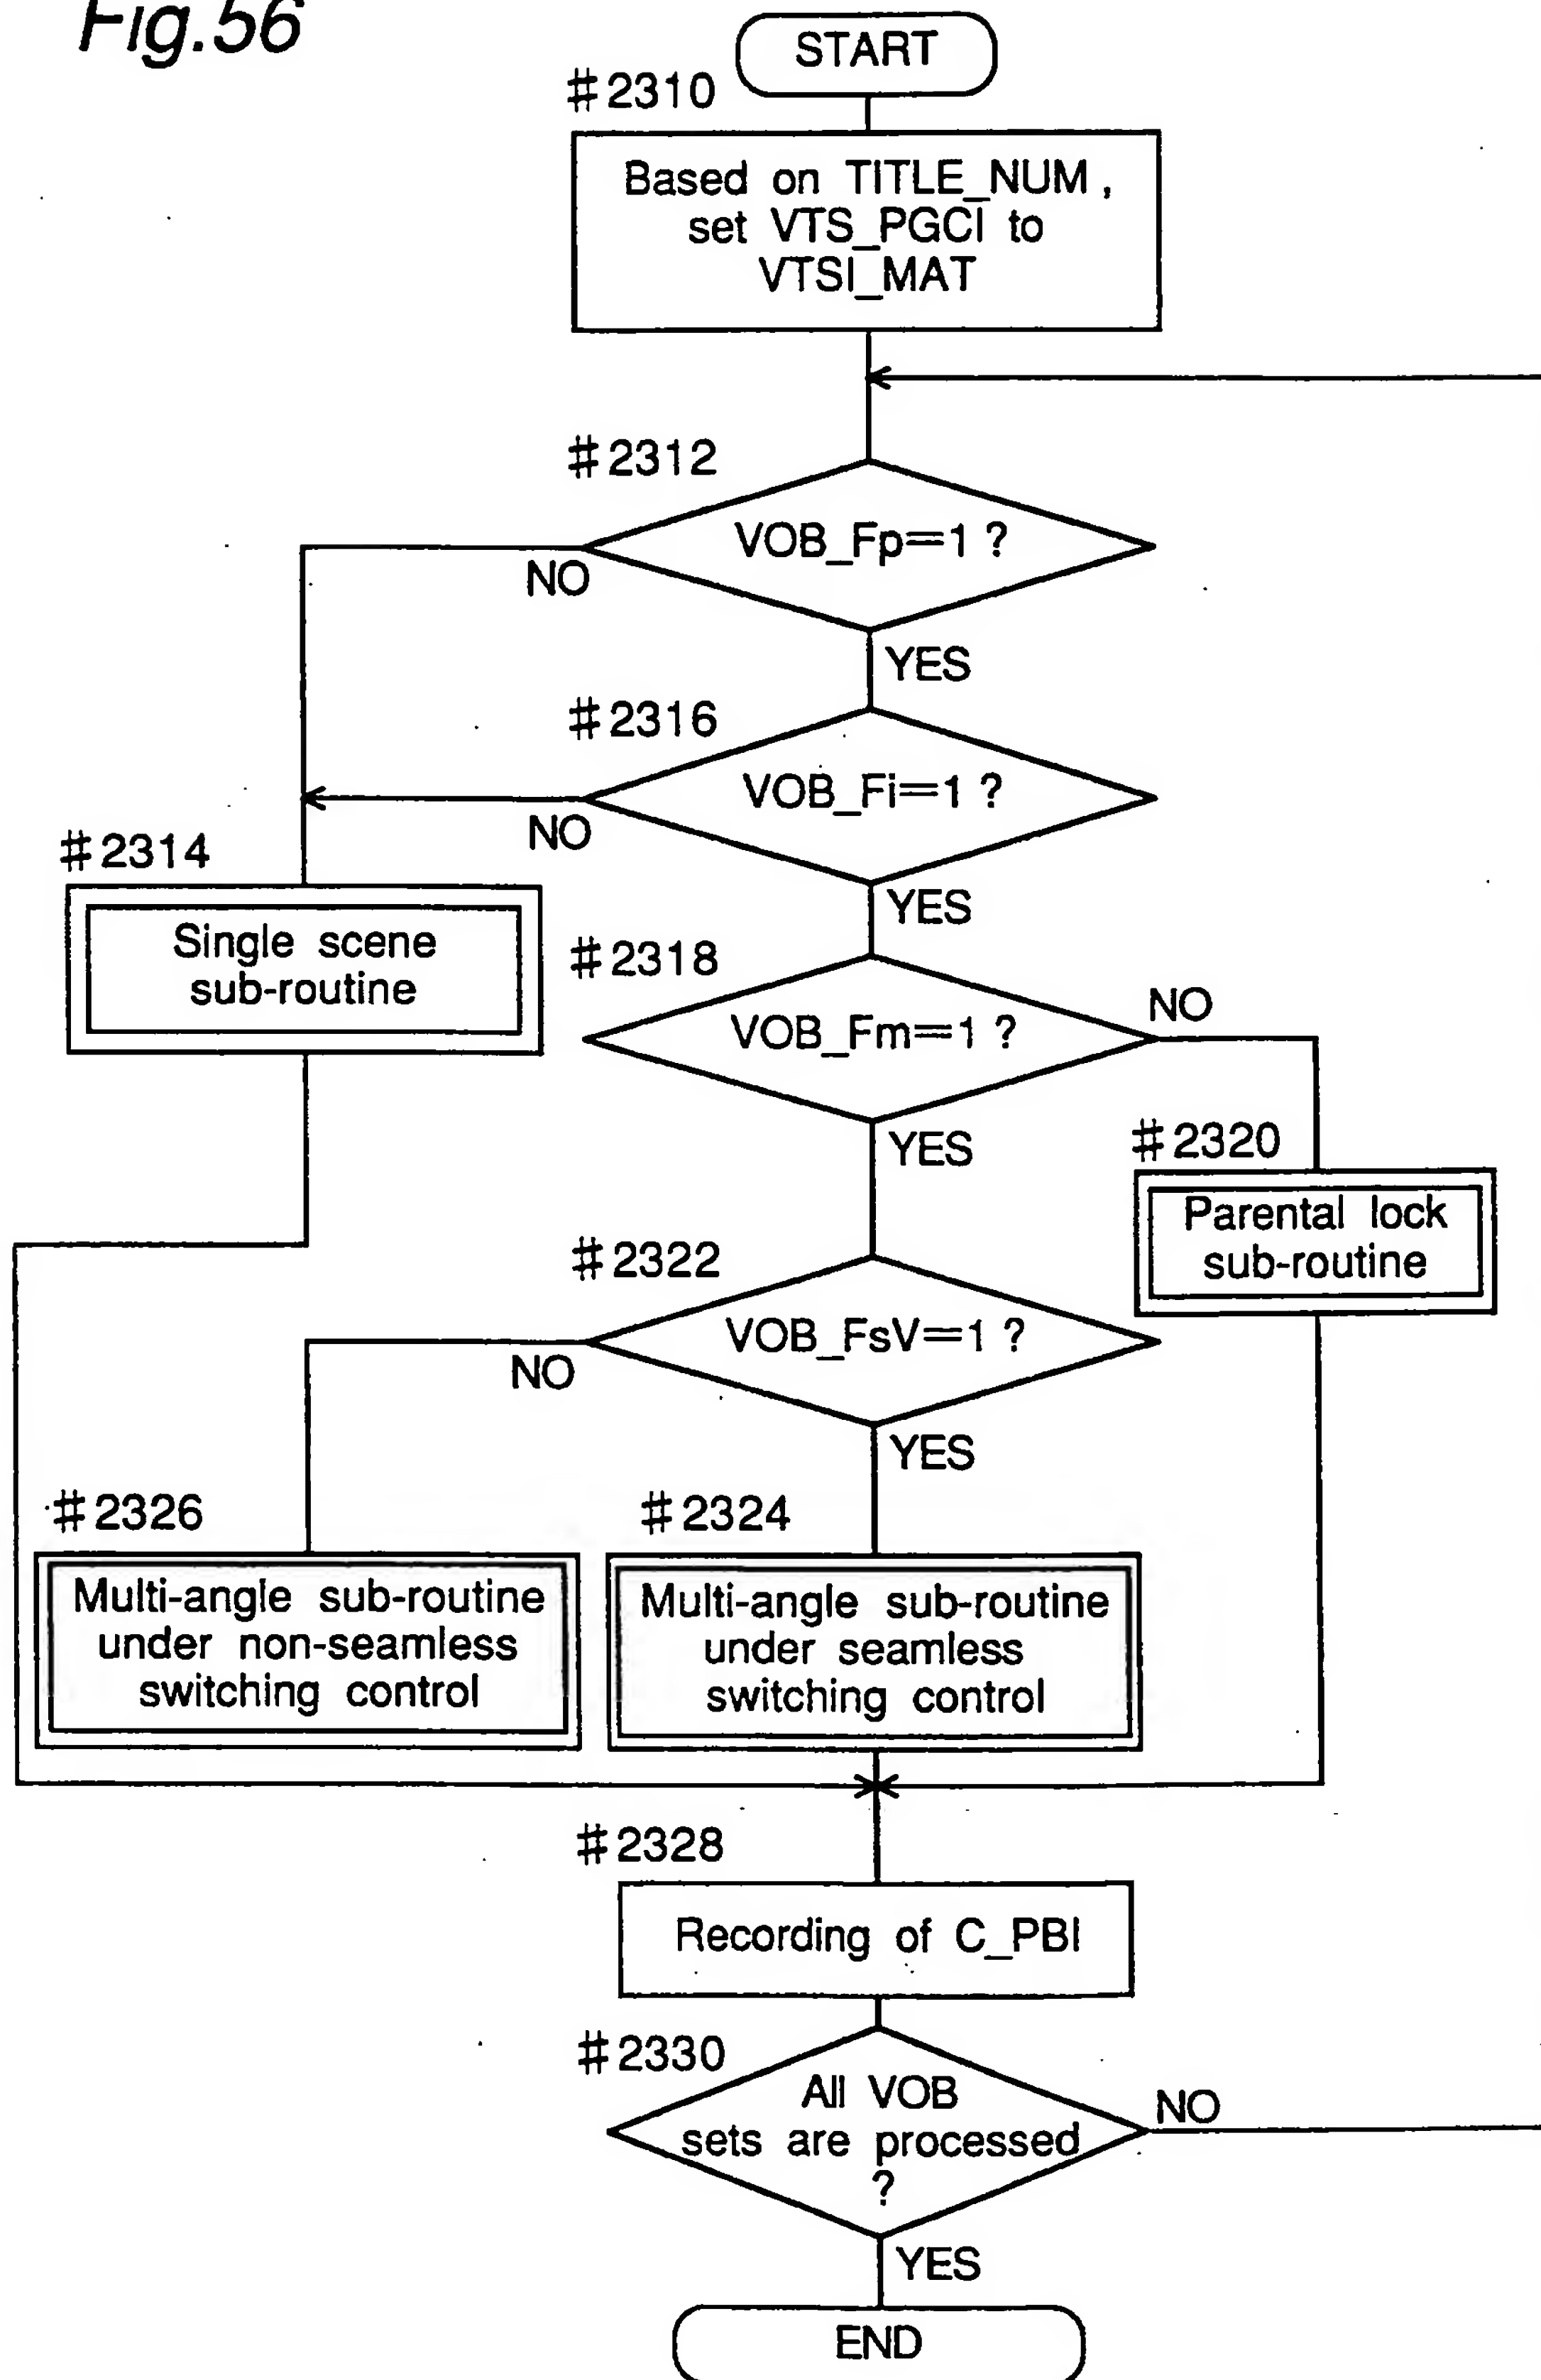 Fig.56
START
#2310
Based on TITLE_NUM,
set VTS_PGCI to
VTSI_MAT
#2312
VOB_Fp=1 ?
NO
YES
#2316
VOB_Fi=1 ?
NO
YES
#2314
Single scene
sub-routine
#2318
VOB_Fm=1 ?
NO
YES
#2320
Parental lock
sub-routine
#2322
VOB_FsV=1 ?
NO
YES
#2326
Multi-angle sub-routine
under non-seamless
switching control
#2324
Multi-angle sub-routine
under seamless
switching control
#2328
Recording of C_PBI
#2330
All VOB
sets are processed
?
NO
YES
END